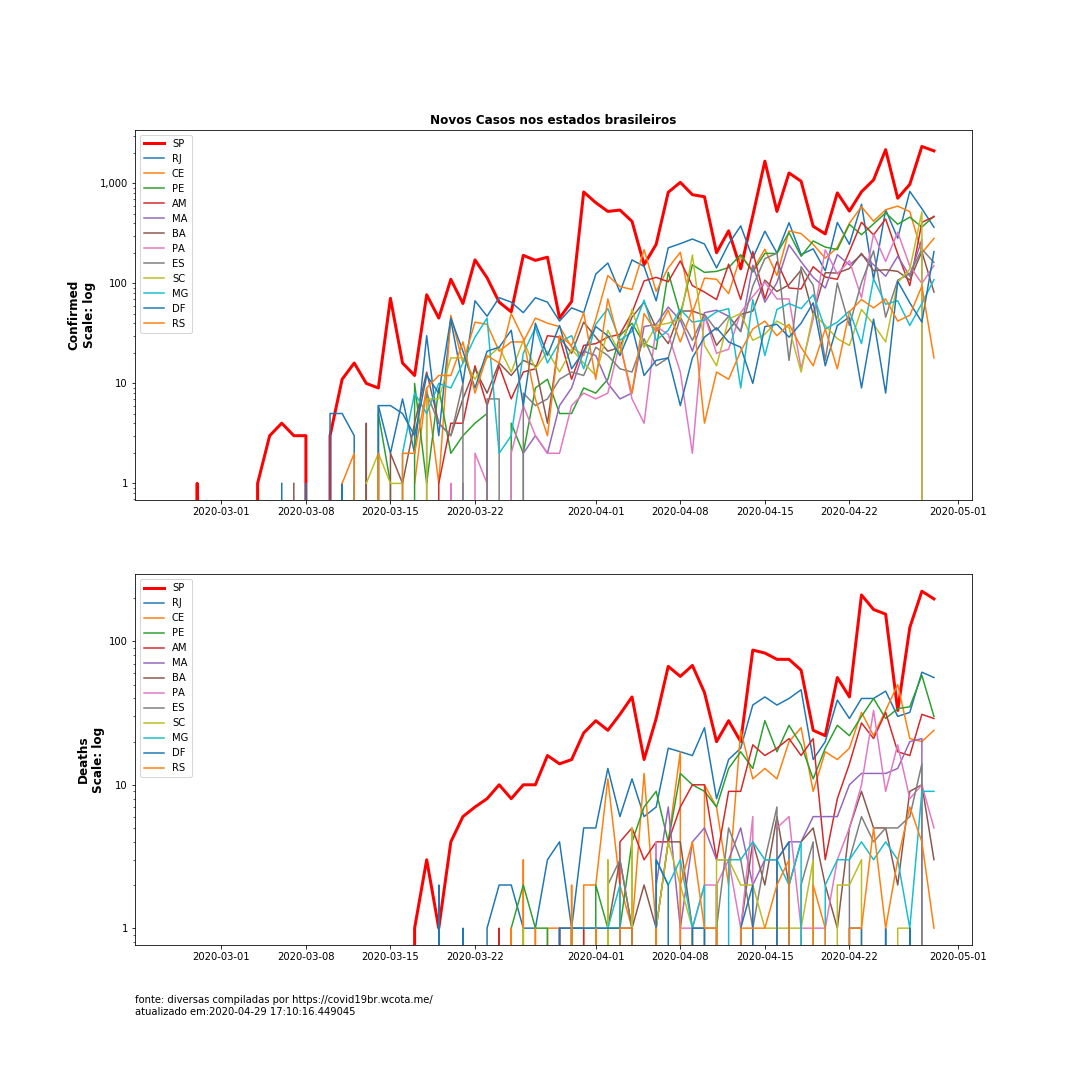 Novos Casos nos estados brasileiros
Confirmed
Scale: log
1,000
100
10
1
SP
RJ
CE
PE
AM
MA
BA
PA
ES
SC
MG
DF
RS
2020-03-01 2020-03-08 2020-03-15 2020-03-22 2020-04-01 2020-04-08 2020-04-15 2020-04-22 2020-05-01
Deaths
Scale: log
100
10
1
SP
RJ
CE
PE
AM
MA
BA
PA
ES
SC
MG
DF
RS
2020-03-01 2020-03-08 2020-03-15 2020-03-22 2020-04-01 2020-04-08 2020-04-15 2020-04-22 2020-05-01
fonte: diversas compiladas por https://covid19br.wcota.me/
atualizado em:2020-04-29 17:10:16.449045